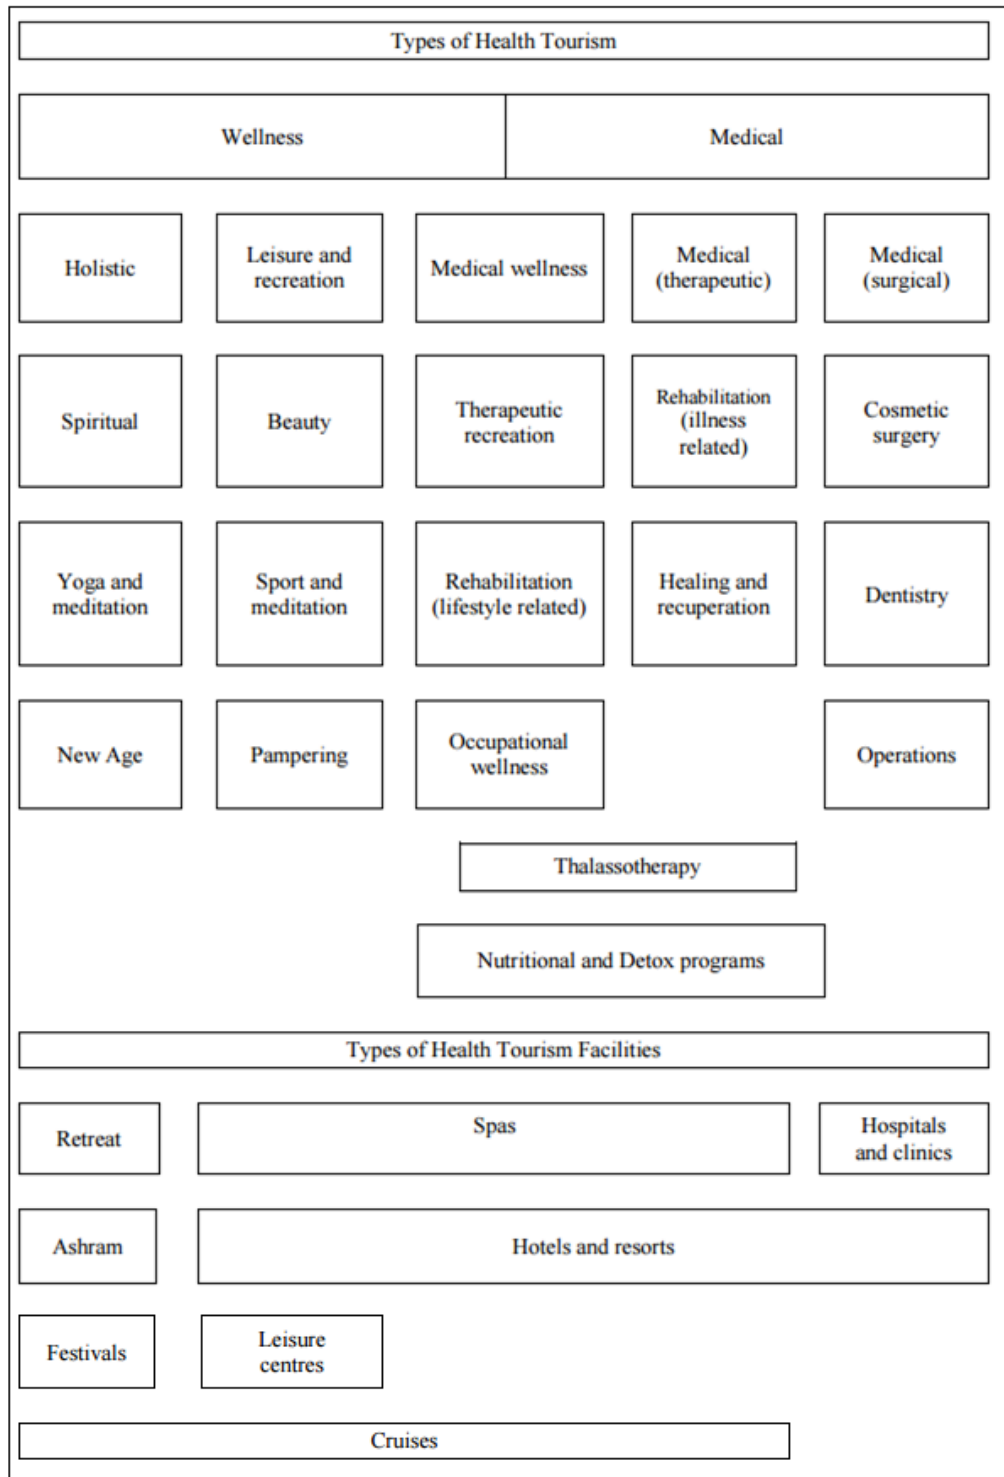 Types of Health Tourism
Wellness
Medical
Holistic
Leisure and
recreation
Medical wellness
Medical
(therapeutic)
Medical
(surgical)
Spiritual
Beauty
Therapeutic
recreation
Rehabilitation
(illness
related)
Cosmetic
surgery
Yoga and
meditation
Sport and
meditation
Rehabilitation
(lifestyle related)
Healing and
recuperation
Dentistry
New Age
Pampering
Occupational
wellness
Operations
Thalassotherapy
Nutritional and Detox programs
Types of Health Tourism Facilities
Retreat
Spas
Hospitals
and clinics
Ashram
Hotels and resorts
Festivals
Leisure
centres
Cruises